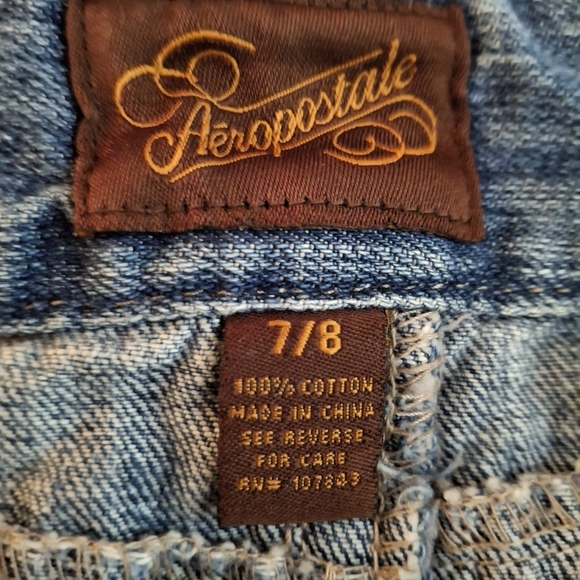 Aéropostale
7/8
100% COTTON
MADE IN CHINA
SEE REVERSE
FOR CARE
RN# 107843